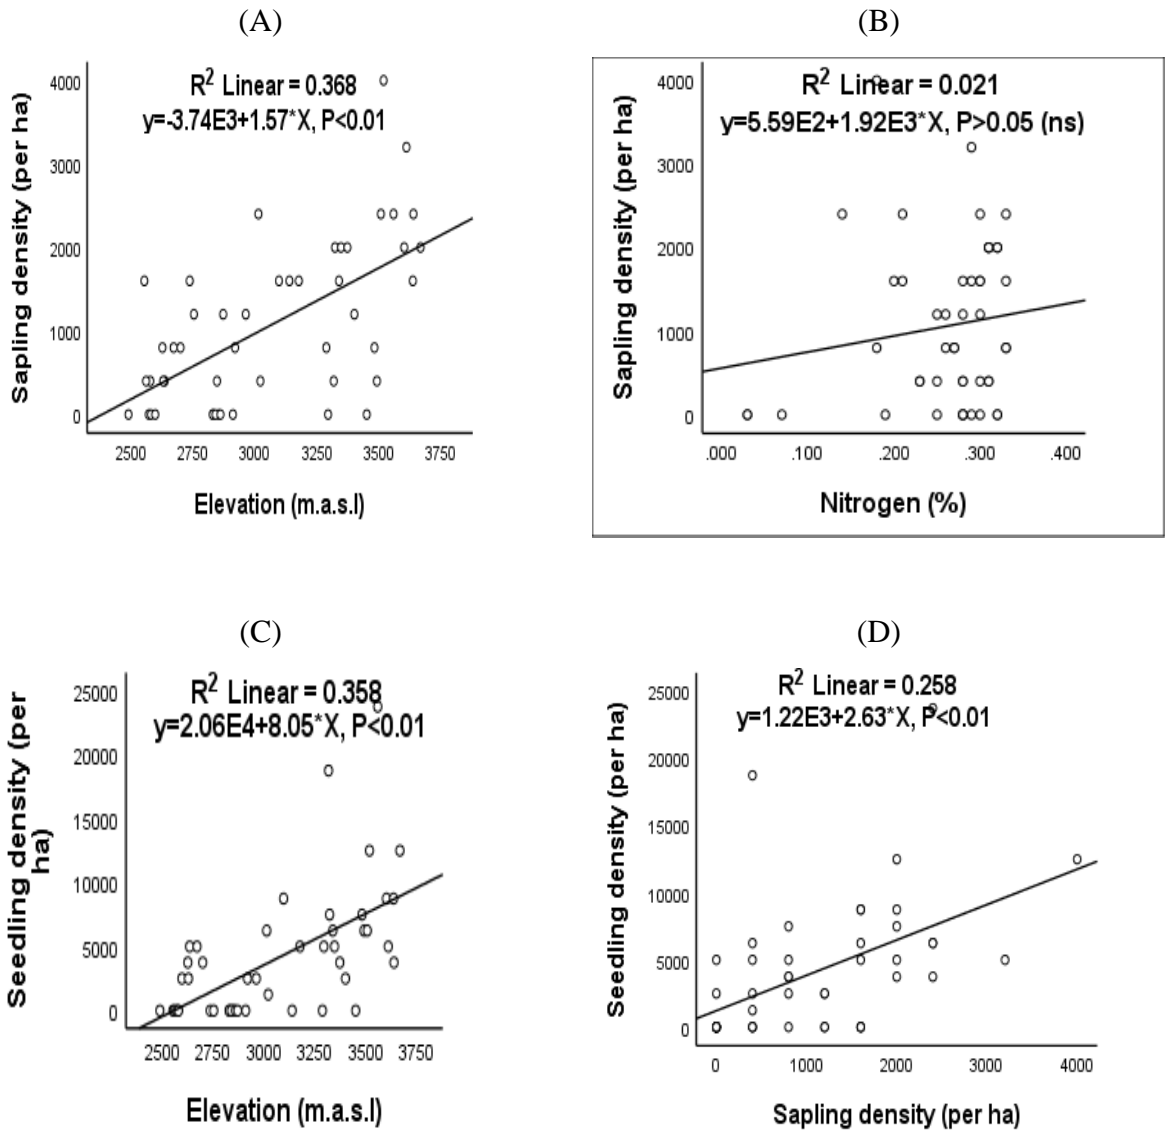 (A)
R² Linear = 0.368
y=-3.74E3+1.57*X, P<0.01
Sapling density (per ha)
4000
3000
2000
1000
0
2500 2750 3000 3250 3500 3750
Elevation (m.a.s.l)
(B)
R² Linear = 0.021
y=5.59E2+1.92E3*X, P>0.05 (ns)
Sapling density (per ha)
4000
3000
2000
1000
0
.000 .100 .200 .300 .400
Nitrogen (%)
(C)
R² Linear = 0.358
y=2.06E4+8.05*X, P<0.01
Seedling density (per
ha)
25000
20000
15000
10000
5000
0
2500 2750 3000 3250 3500 3750
Elevation (m.a.s.l)
(D)
R² Linear = 0.258
y=1.22E3+2.63*X, P<0.01
Seedling density (per ha)
25000
20000
15000
10000
5000
0
0 1000 2000 3000 4000
Sapling density (per ha)